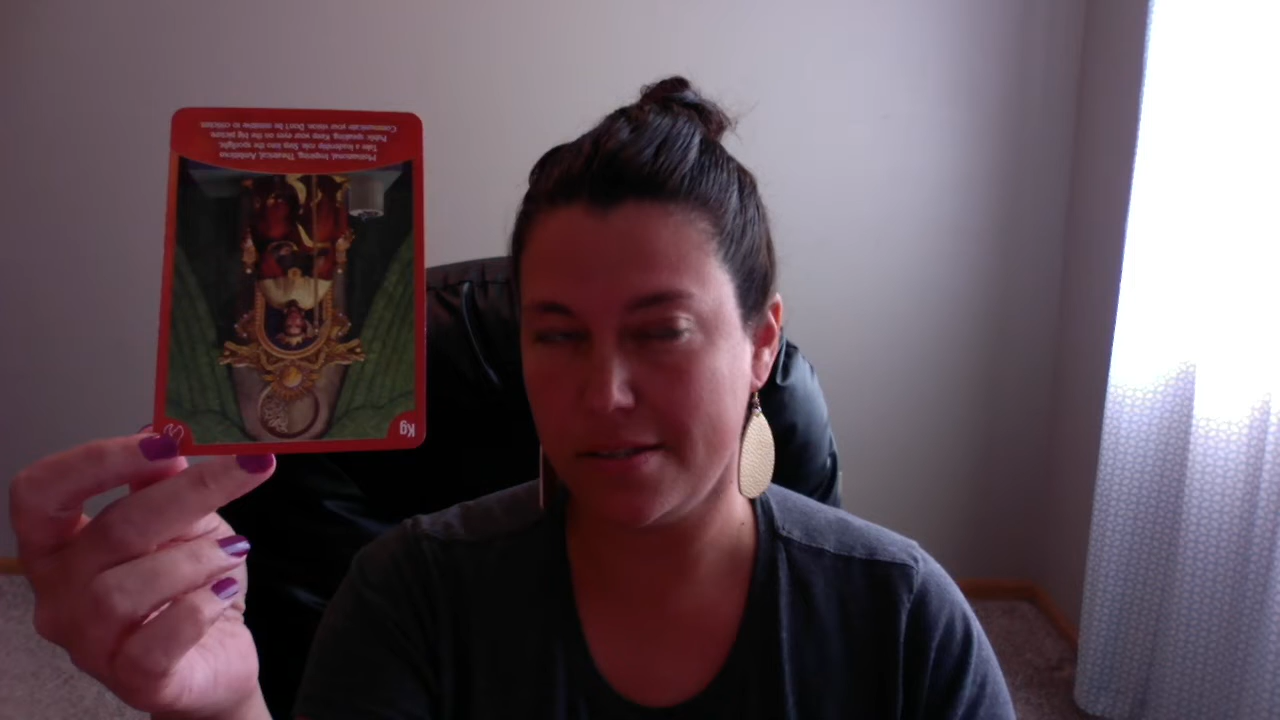 Motivational, Inspiring, Theatrical, Ambitious
Take a leadership role. Step into the spotlight.
Public speaking. Keep your eyes on the big picture.
Communicate your vision. Don't be sensitive to criticism.
Kg